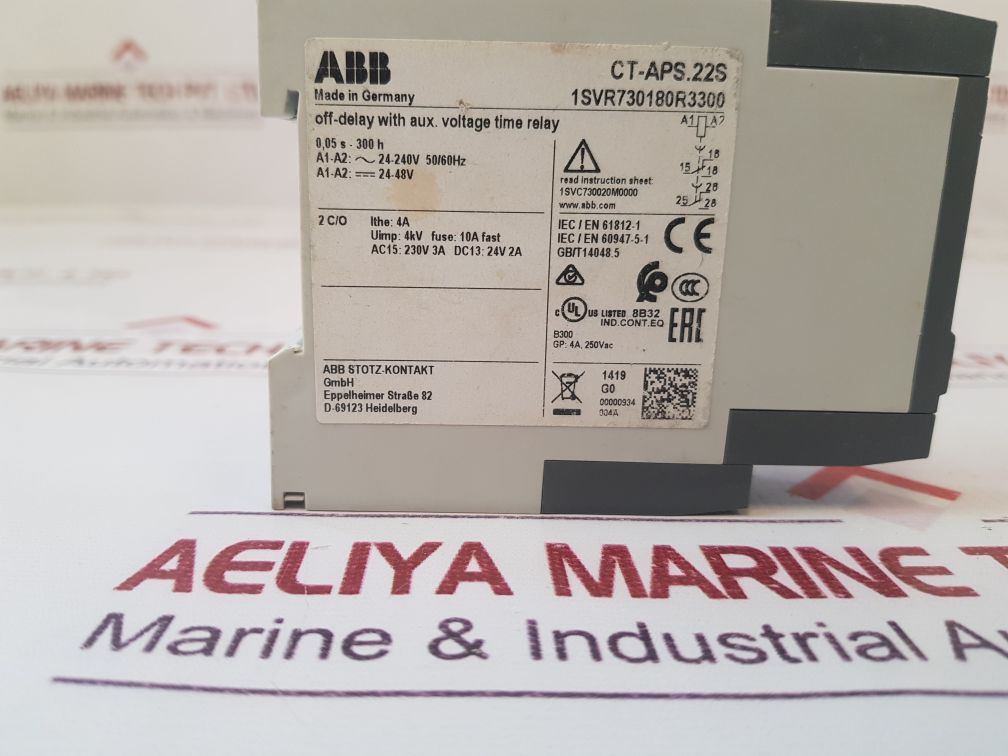 ABB
CT-APS.22S
Made in Germany
1SVR730180R3300
off-delay with aux. voltage time relay
0,05 s - 300 h
A1-A2: 24-240V 50/60Hz
A1-A2: 24-48V
A1 A2
16
15 18
26
25 28
read instruction sheet:
1SVC730020M0000
www.abb.com
2 C/O Ithe: 4A
Uimp: 4kV fuse: 10A fast
AC15: 230V 3A DC13: 24V 2A
IEC / EN 61812-1
IEC / EN 60947-5-1
GB/T14048.5
CE
CCC
C UL US LISTED 8B32
IND.CONT.EQ
EAC
B300
GP: 4A, 250Vac
ABB STOTZ-KONTAKT
GmbH
Eppelheimer Straße 82
D-69123 Heidelberg
1419
G0
00000934
004A
AELIYA MARINE T
Marine & Industrial A